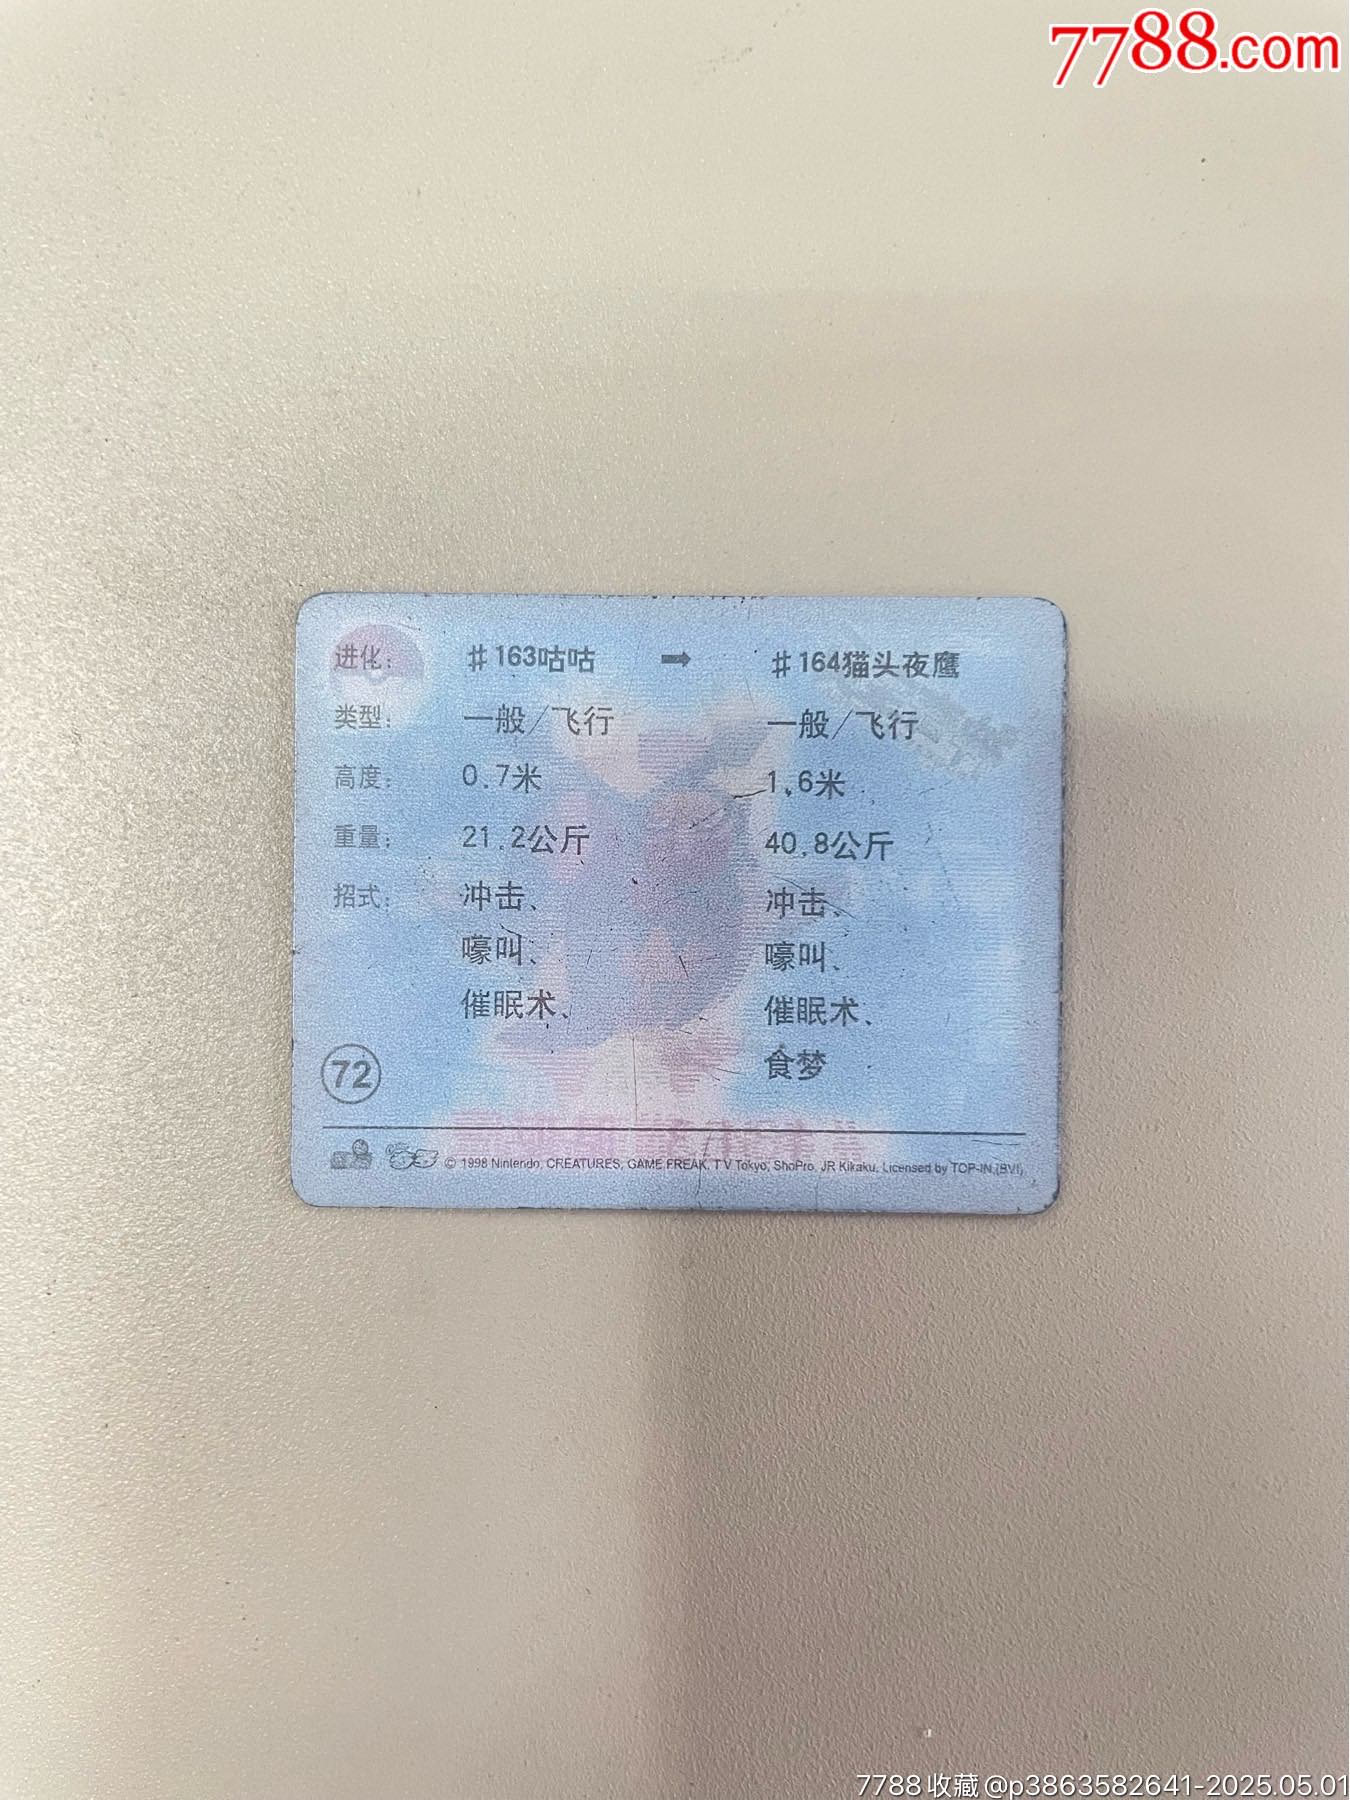 7788.com
进化: #163咕咕 ➡ #164猫头夜鹰
类型: 一般/飞行 一般/飞行
高度: 0.7米 1.6米
重量: 21.2公斤 40.8公斤
招式: 冲击、 冲击、
嚎叫、 嚎叫、
催眠术、 催眠术、
食梦
72
© 1998 Nintendo, CREATURES, GAME FREAK, TV Tokyo, ShoPro, JR Kikaku. Licensed by TOP-IN (BVI)
7788收藏@p3863582641-2025.05.01